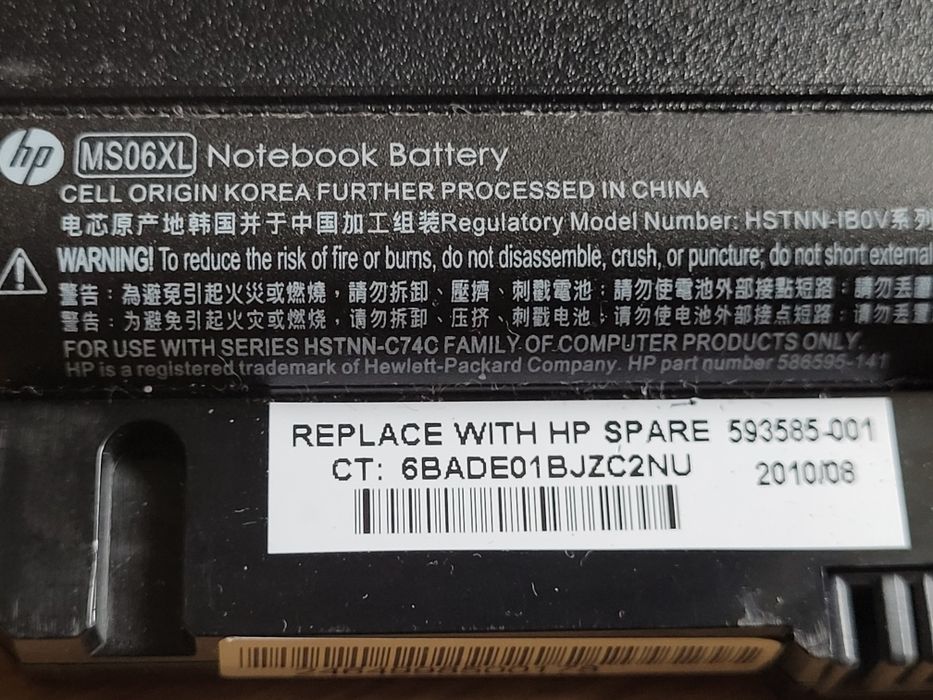 hp MS06XL Notebook Battery
CELL ORIGIN KOREA FURTHER PROCESSED IN CHINA
电芯原产地韩国并于中国加工组装Regulatory Model Number: HSTNN-IB0V系列
WARNING! To reduce the risk of fire or burns, do not disassemble, crush, or puncture; do not short external
警告：為避免引起火災或燃燒，請勿拆卸、壓擠、刺戳電池；請勿使電池外部接點短路；請勿丟
警告：为避免引起火灾或燃烧，请勿拆卸、压挤、刺戳电池；请勿使电池外部接点短路；请勿丢
FOR USE WITH SERIES HSTNN-C74C FAMILY OF COMPUTER PRODUCTS ONLY.
HP is a registered trademark of Hewlett-Packard Company. HP part number 586595-141
REPLACE WITH HP SPARE 593585-001
CT: 6BADE01BJZC2NU 2010/08